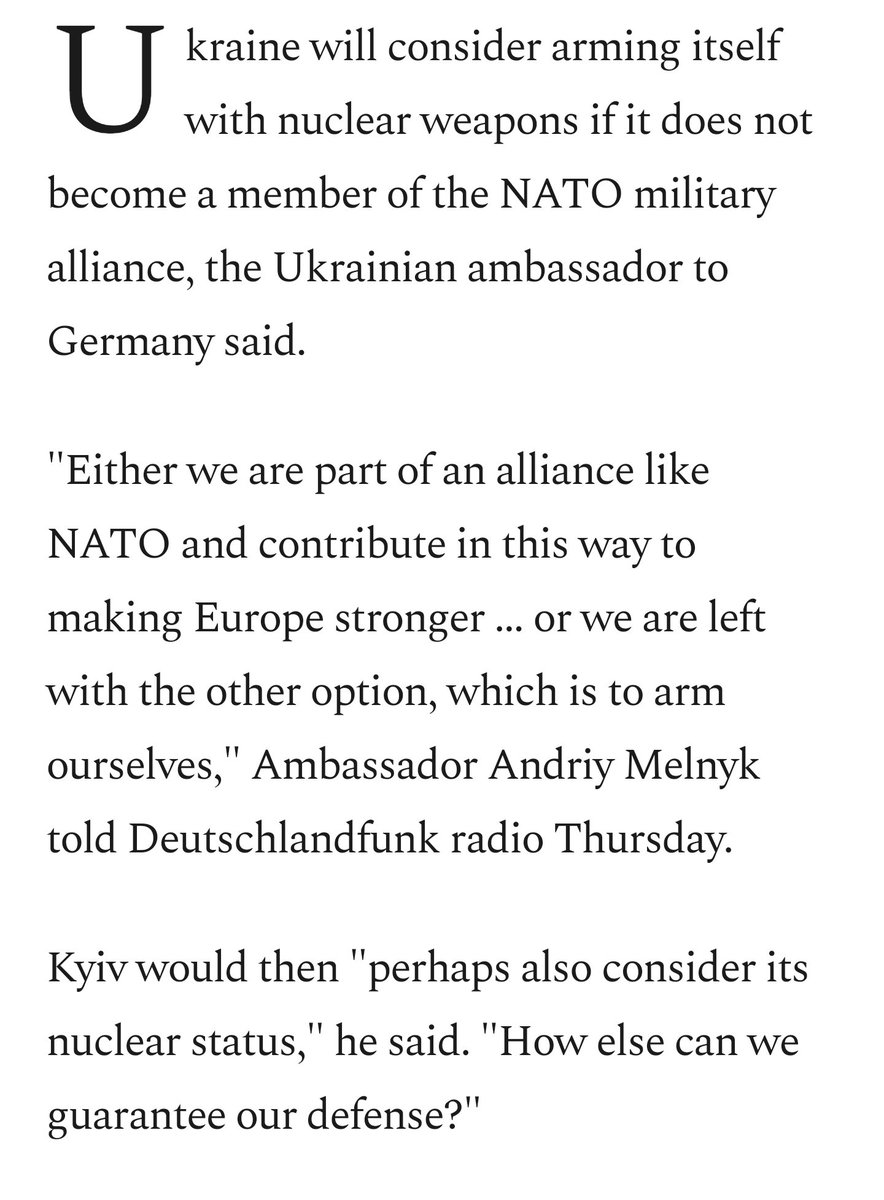 Ukraine will consider arming itself
with nuclear weapons if it does not
become a member of the NATO military
alliance, the Ukrainian ambassador to
Germany said.
"Either we are part of an alliance like
NATO and contribute in this way to
making Europe stronger ... or we are left
with the other option, which is to arm
ourselves," Ambassador Andriy Melnyk
told Deutschlandfunk radio Thursday.
Kyiv would then "perhaps also consider its
nuclear status," he said. "How else can we
guarantee our defense?"